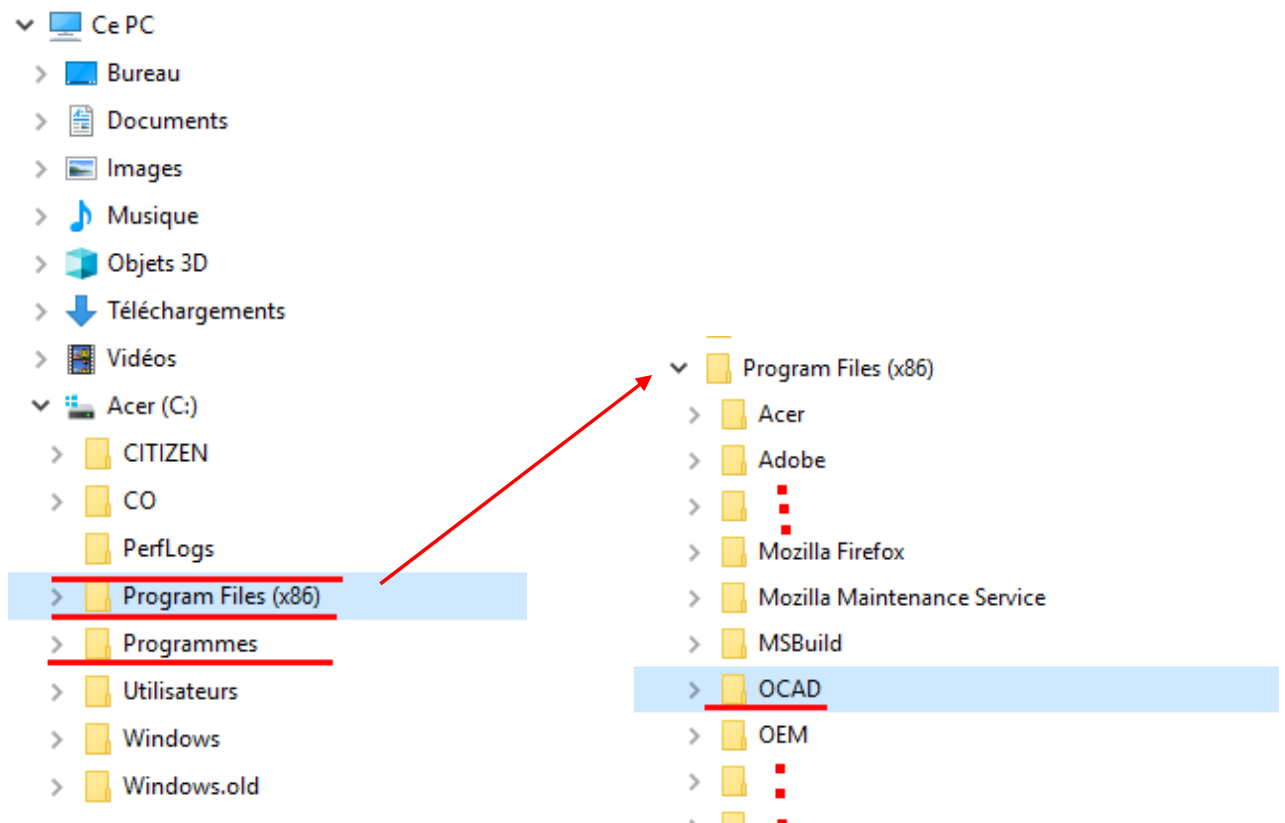 Ce PC
Bureau
Documents
Images
Musique
Objets 3D
Téléchargements
Vidéos
Acer (C:)
CITIZEN
CO
PerfLogs
Program Files (x86)
Programmes
Utilisateurs
Windows
Windows.old
Program Files (x86)
Acer
Adobe
Mozilla Firefox
Mozilla Maintenance Service
MSBuild
OCAD
OEM